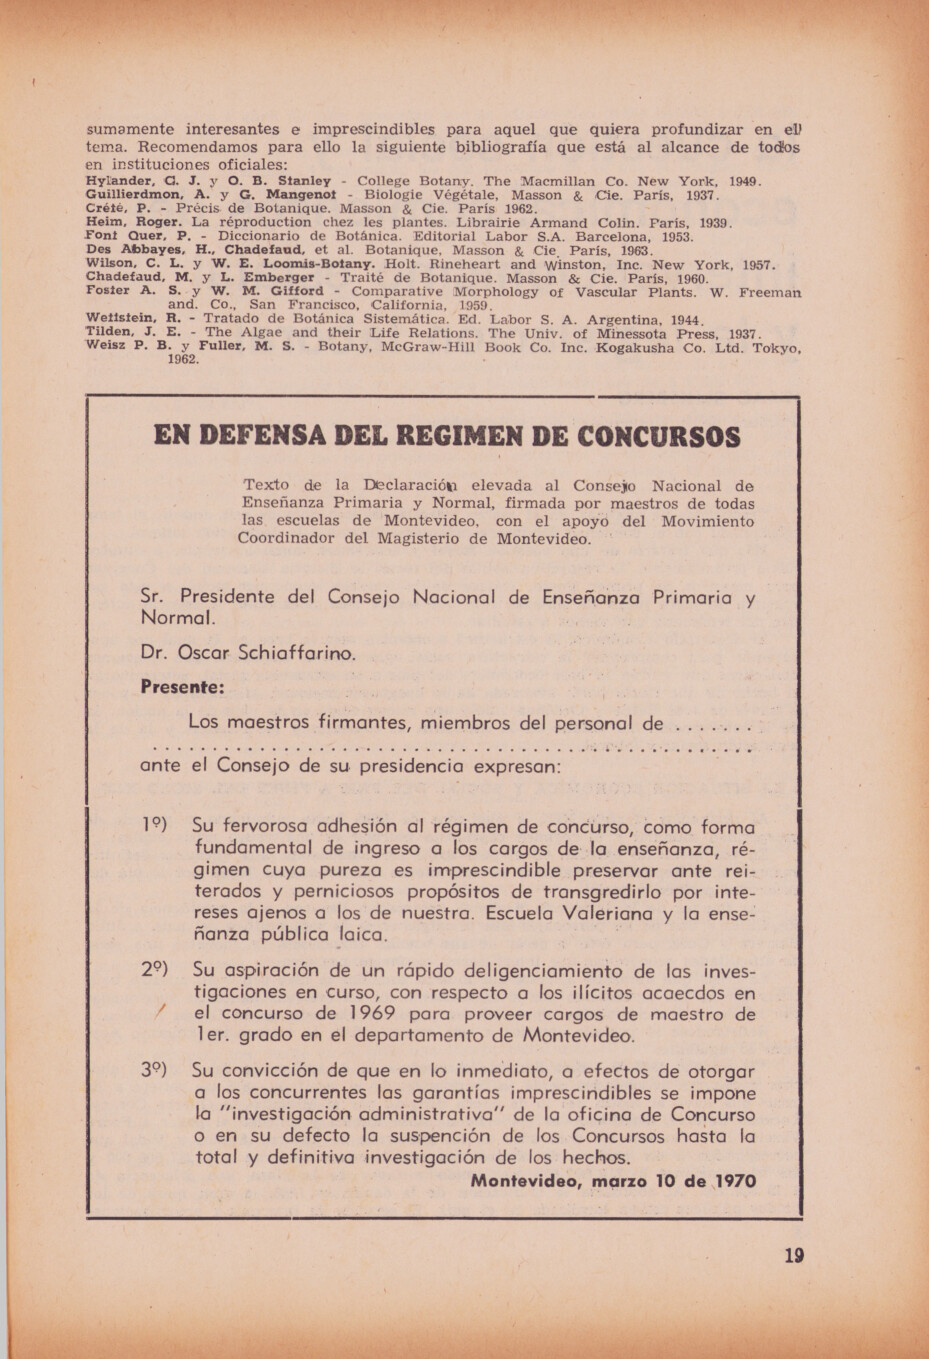 sumamente interesantes e imprescindibles para aquel que quiera profundizar en el
tema. Recomendamos para ello la siguiente bibliografía que está al alcance de todos
en instituciones oficiales:
Hylander, C. J. y O. B. Stanley - College Botany. The Macmillan Co. New York, 1949.
Guillierdmon, A. y G. Mangenot - Biologie Végétale, Masson & Cie. París, 1937.
Crété, P. - Précis de Botanique. Masson & Cie. París 1962.
Heim, Roger. La réproduction chez les plantes. Librairie Armand Colin. París, 1939.
Font Quer, P. - Diccionario de Botánica. Editorial Labor S.A. Barcelona, 1953.
Des Abbayes, H., Chadefaud, et al. Botanique, Masson & Cie. París, 1963.
Wilson, C. L. y W. E. Loomis-Botany. Holt. Rineheart and Winston, Inc. New York, 1957.
Chadefaud, M. y L. Emberger - Traité de Botanique. Masson & Cie. París, 1960.
Foster A. S. y W. M. Gifford - Comparative Morphology of Vascular Plants. W. Freeman
and. Co., San Francisco, California, 1959.
Wettstein, R. - Tratado de Botánica Sistemática. Ed. Labor S. A. Argentina, 1944.
Tilden, J. E. - The Algae and their Life Relations. The Univ. of Minessota Press, 1937.
Weisz P. B. y Fuller, M. S. - Botany, McGraw-Hill Book Co. Inc. Kogakusha Co. Ltd. Tokyo,
1962.
EN DEFENSA DEL REGIMEN DE CONCURSOS
Texto de la Declaración elevada al Consejo Nacional de
Enseñanza Primaria y Normal, firmada por maestros de todas
las escuelas de Montevideo, con el apoyo del Movimiento
Coordinador del Magisterio de Montevideo.
Sr. Presidente del Consejo Nacional de Enseñanza Primaria y
Normal.
Dr. Oscar Schiaffarino.
Presente:
Los maestros firmantes, miembros del personal de .......
..................................................
ante el Consejo de su presidencia expresan:
1º) Su fervorosa adhesión al régimen de concurso, como forma
fundamental de ingreso a los cargos de la enseñanza, ré-
gimen cuya pureza es imprescindible preservar ante rei-
terados y perniciosos propósitos de transgredirlo por inte-
reses ajenos a los de nuestra. Escuela Valeriana y la ense-
ñanza pública laica.
2º) Su aspiración de un rápido deligenciamiento de las inves-
tigaciones en curso, con respecto a los ilícitos acaecdos en
el concurso de 1969 para proveer cargos de maestro de
1er. grado en el departamento de Montevideo.
3º) Su convicción de que en lo inmediato, a efectos de otorgar
a los concurrentes las garantías imprescindibles se impone
la "investigación administrativa" de la oficina de Concurso
o en su defecto la suspención de los Concursos hasta la
total y definitiva investigación de los hechos.
Montevideo, marzo 10 de 1970
19